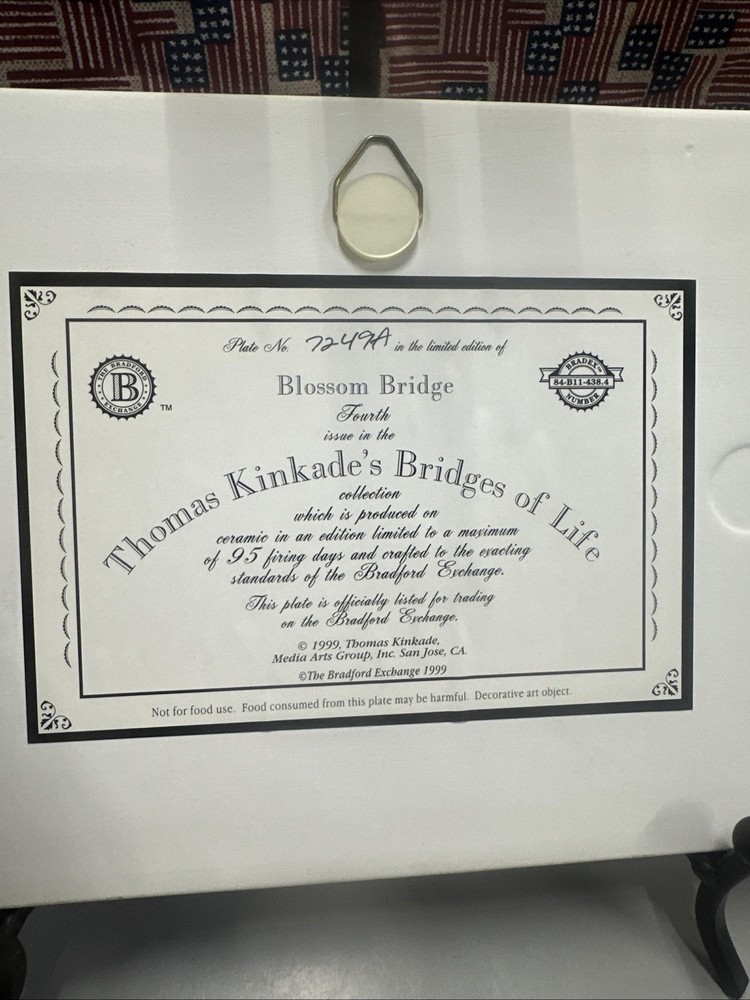 Plate No. 7249A in the limited edition of
THE BRADFORD EXCHANGE
B
TM
BRADEX™
84-B11-438.4
NUMBER
Blossom Bridge
Fourth
issue in the
Thomas Kinkade's Bridges of Life
collection
which is produced on
ceramic in an edition limited to a maximum
of 95 firing days and crafted to the exacting
standards of the Bradford Exchange.
This plate is officially listed for trading
on the Bradford Exchange.
© 1999, Thomas Kinkade,
Media Arts Group, Inc. San Jose, CA.
©The Bradford Exchange 1999
Not for food use. Food consumed from this plate may be harmful. Decorative art object.